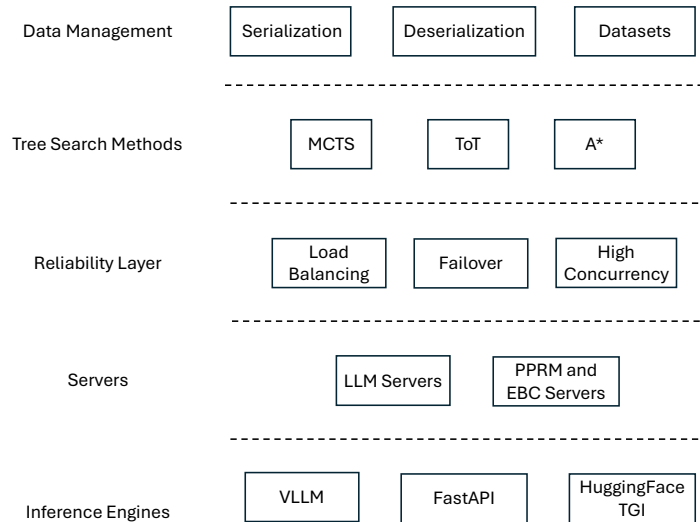 Data Management
Serialization
Deserialization
Datasets
Tree Search Methods
MCTS
ToT
A*
Reliability Layer
Load
Balancing
Failover
High
Concurrency
Servers
LLM Servers
PPRM and
EBC Servers
Inference Engines
VLLM
FastAPI
HuggingFace
TGI